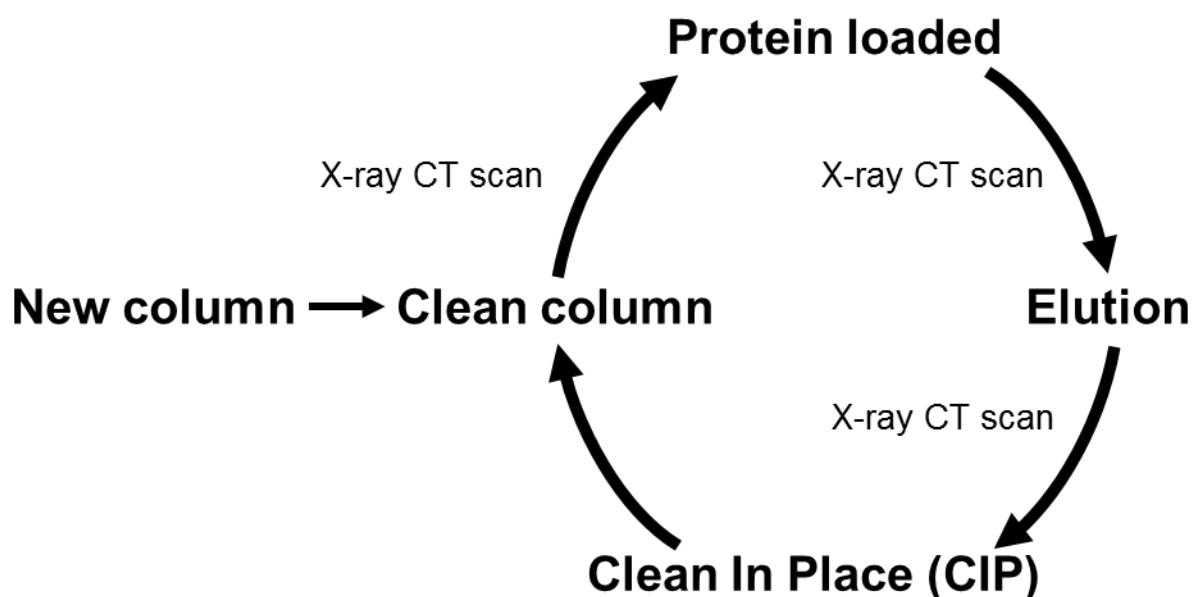 Protein loaded
X-ray CT scan
X-ray CT scan
New column
Clean column
Elution
X-ray CT scan
Clean In Place (CIP)